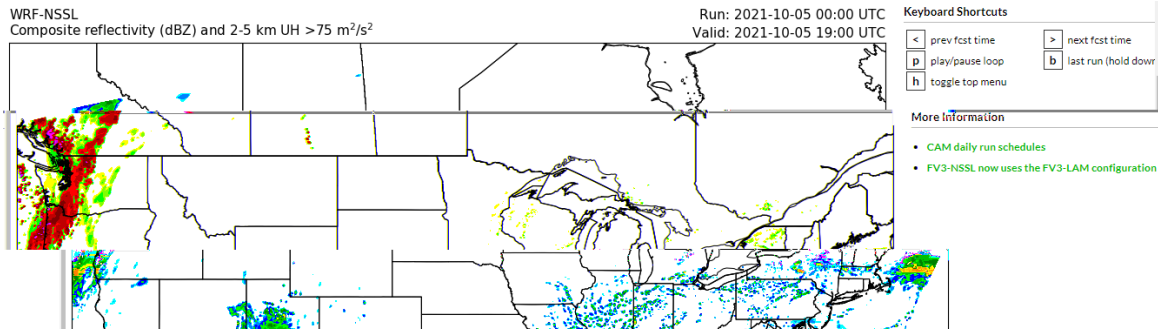 WRF-NSSL
Composite reflectivity (dBZ) and 2-5 km UH >75 m²/s²
Run: 2021-10-05 00:00 UTC
Valid: 2021-10-05 19:00 UTC
Keyboard Shortcuts
< prev fcst time
> next fcst time
p play/pause loop
b last run (hold down
h toggle top menu
More Information
• CAM daily run schedules
• FV3-NSSL now uses the FV3-LAM configuration